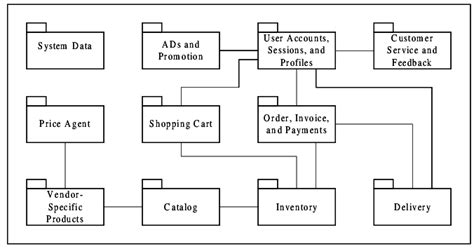 System Data
ADs and
Promotion
User Accounts,
Sessions, and
Profiles
Customer
Service and
Feedback
Price Agent
Shopping Cart
Order, Invoice,
and Payments
Vendor-
Specific
Products
Catalog
Inventory
Delivery